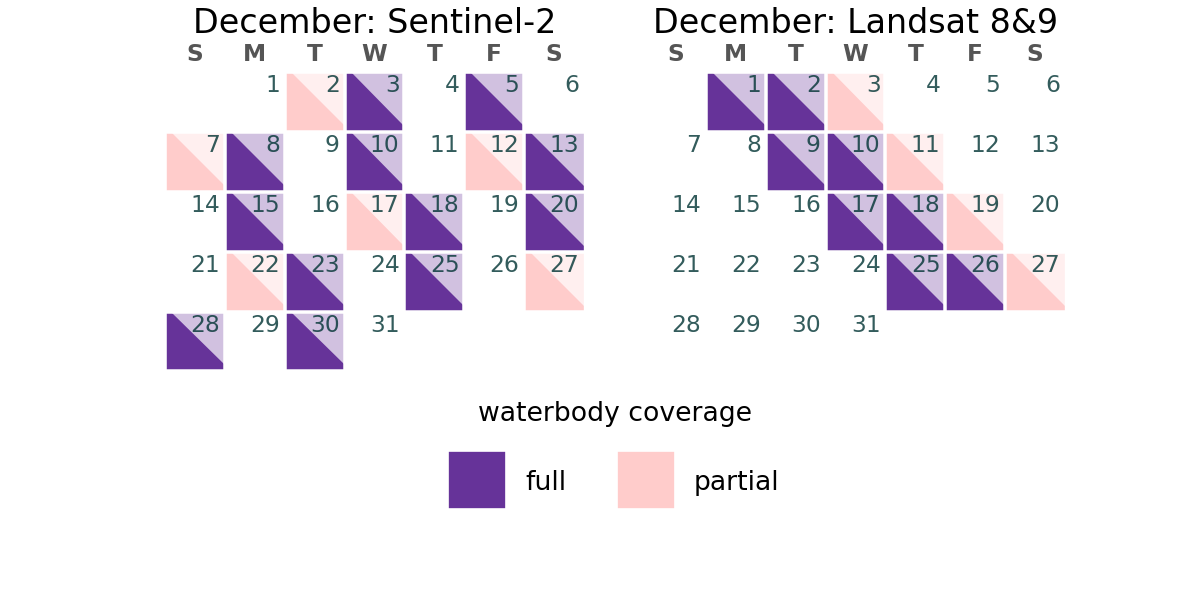 December: Sentinel-2
S M T W T F S
1 2 3 4 5 6
7 8 9 10 11 12 13
14 15 16 17 18 19 20
21 22 23 24 25 26 27
28 29 30 31
December: Landsat 8&9
S M T W T F S
1 2 3 4 5 6
7 8 9 10 11 12 13
14 15 16 17 18 19 20
21 22 23 24 25 26 27
28 29 30 31
waterbody coverage
full
partial